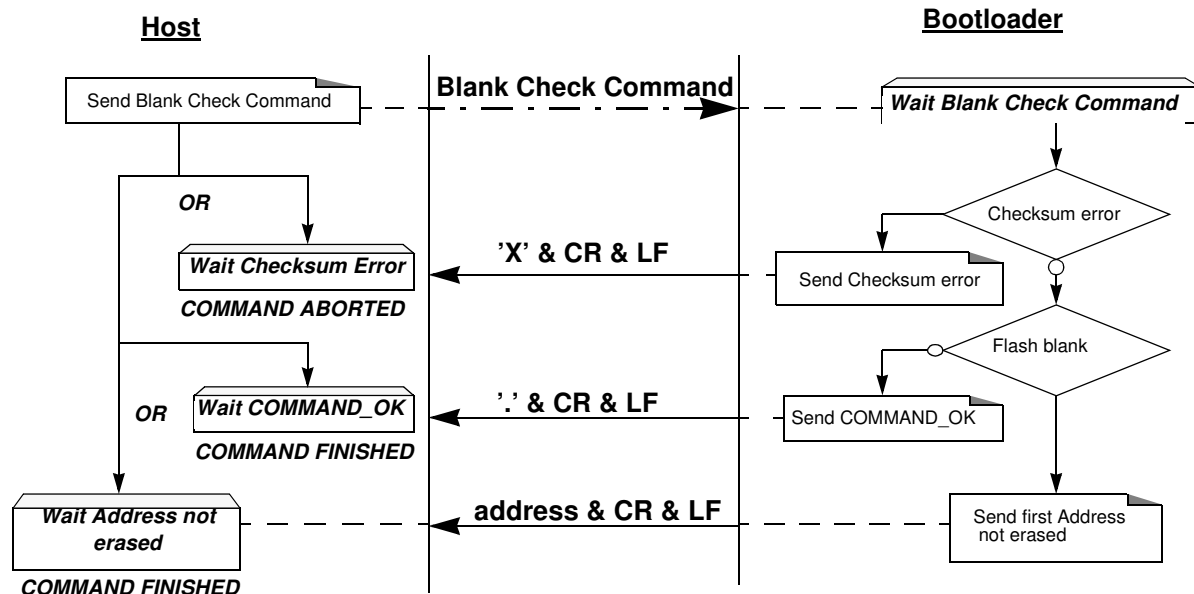 Host
Bootloader
Blank Check Command
Send Blank Check Command
Wait Blank Check Command
OR
Checksum error
Wait Checksum Error
'X' & CR & LF
Send Checksum error
COMMAND ABORTED
Flash blank
OR
Wait COMMAND_OK
'.' & CR & LF
Send COMMAND_OK
COMMAND FINISHED
Wait Address not
erased
address & CR & LF
Send first Address
not erased
COMMAND FINISHED